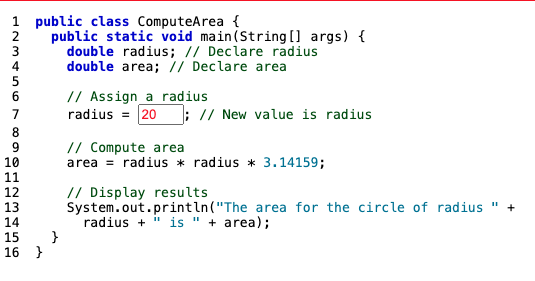 1 public class ComputeArea {
2   public static void main(String[] args) {
3     double radius; // Declare radius
4     double area; // Declare area
5
6     // Assign a radius
7     radius = 20; // New value is radius
8
9     // Compute area
10     area = radius * radius * 3.14159;
11
12     // Display results
13     System.out.println("The area for the circle of radius " +
14       radius + " is " + area);
15   }
16 }